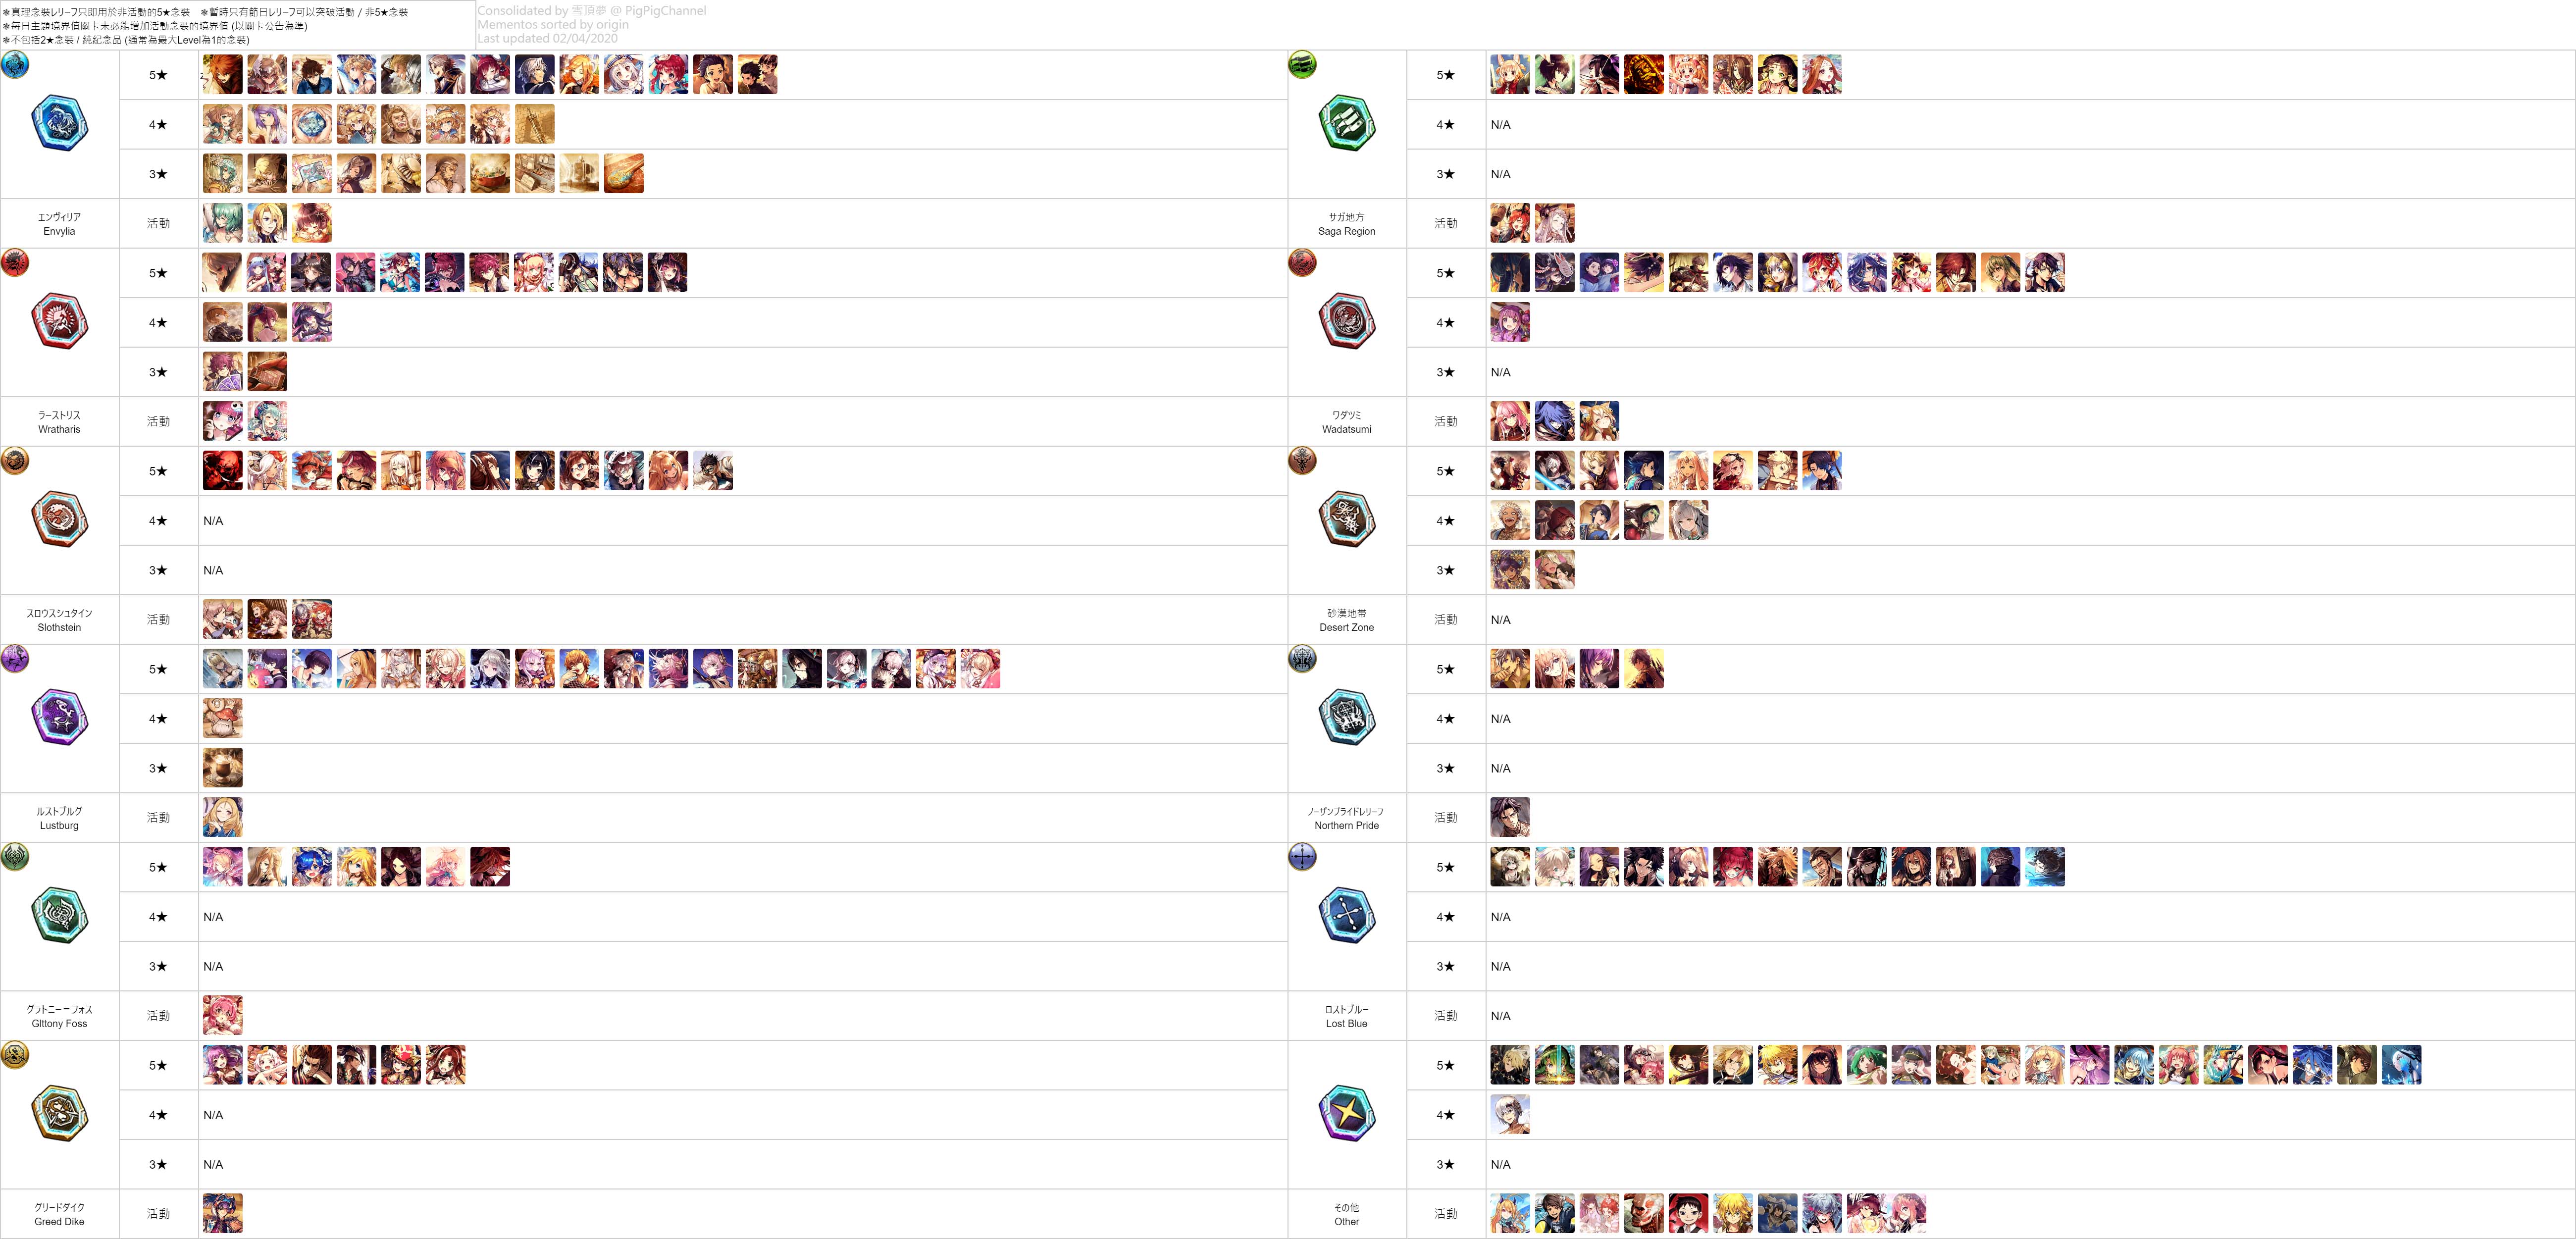 ＊真理念裝レリーフ只即用於非活動的5★念裝　＊暫時只有節日レリーフ可以突破活動 / 非5★念裝
＊每日主題境界值關卡未必能增加活動念裝的境界值 (以關卡公告為準)
＊不包括2★念裝 / 純紀念品 (通常為最大Level為1的念裝)
Consolidated by 雪頂夢 @ PigPigChannel
Mementos sorted by origin
Last updated 02/04/2020
5★
4★
3★
エンヴィリア
Envylia
活動
5★
4★
N/A
3★
N/A
サガ地方
Saga Region
活動
5★
4★
3★
ラーストリス
Wratharis
活動
5★
4★
3★
N/A
ワダツミ
Wadatsumi
活動
5★
4★
N/A
3★
N/A
スロウスシュタイン
Slothstein
活動
5★
4★
3★
砂漠地帯
Desert Zone
活動
N/A
5★
4★
3★
ルストブルグ
Lustburg
活動
5★
4★
N/A
3★
N/A
ノーザンブライドレリーフ
Northern Pride
活動
5★
4★
N/A
3★
N/A
グラトニー＝フォス
Glttony Foss
活動
5★
4★
N/A
3★
N/A
ロストブルー
Lost Blue
活動
N/A
5★
4★
N/A
3★
N/A
グリードダイク
Greed Dike
活動
5★
4★
3★
N/A
その他
Other
活動